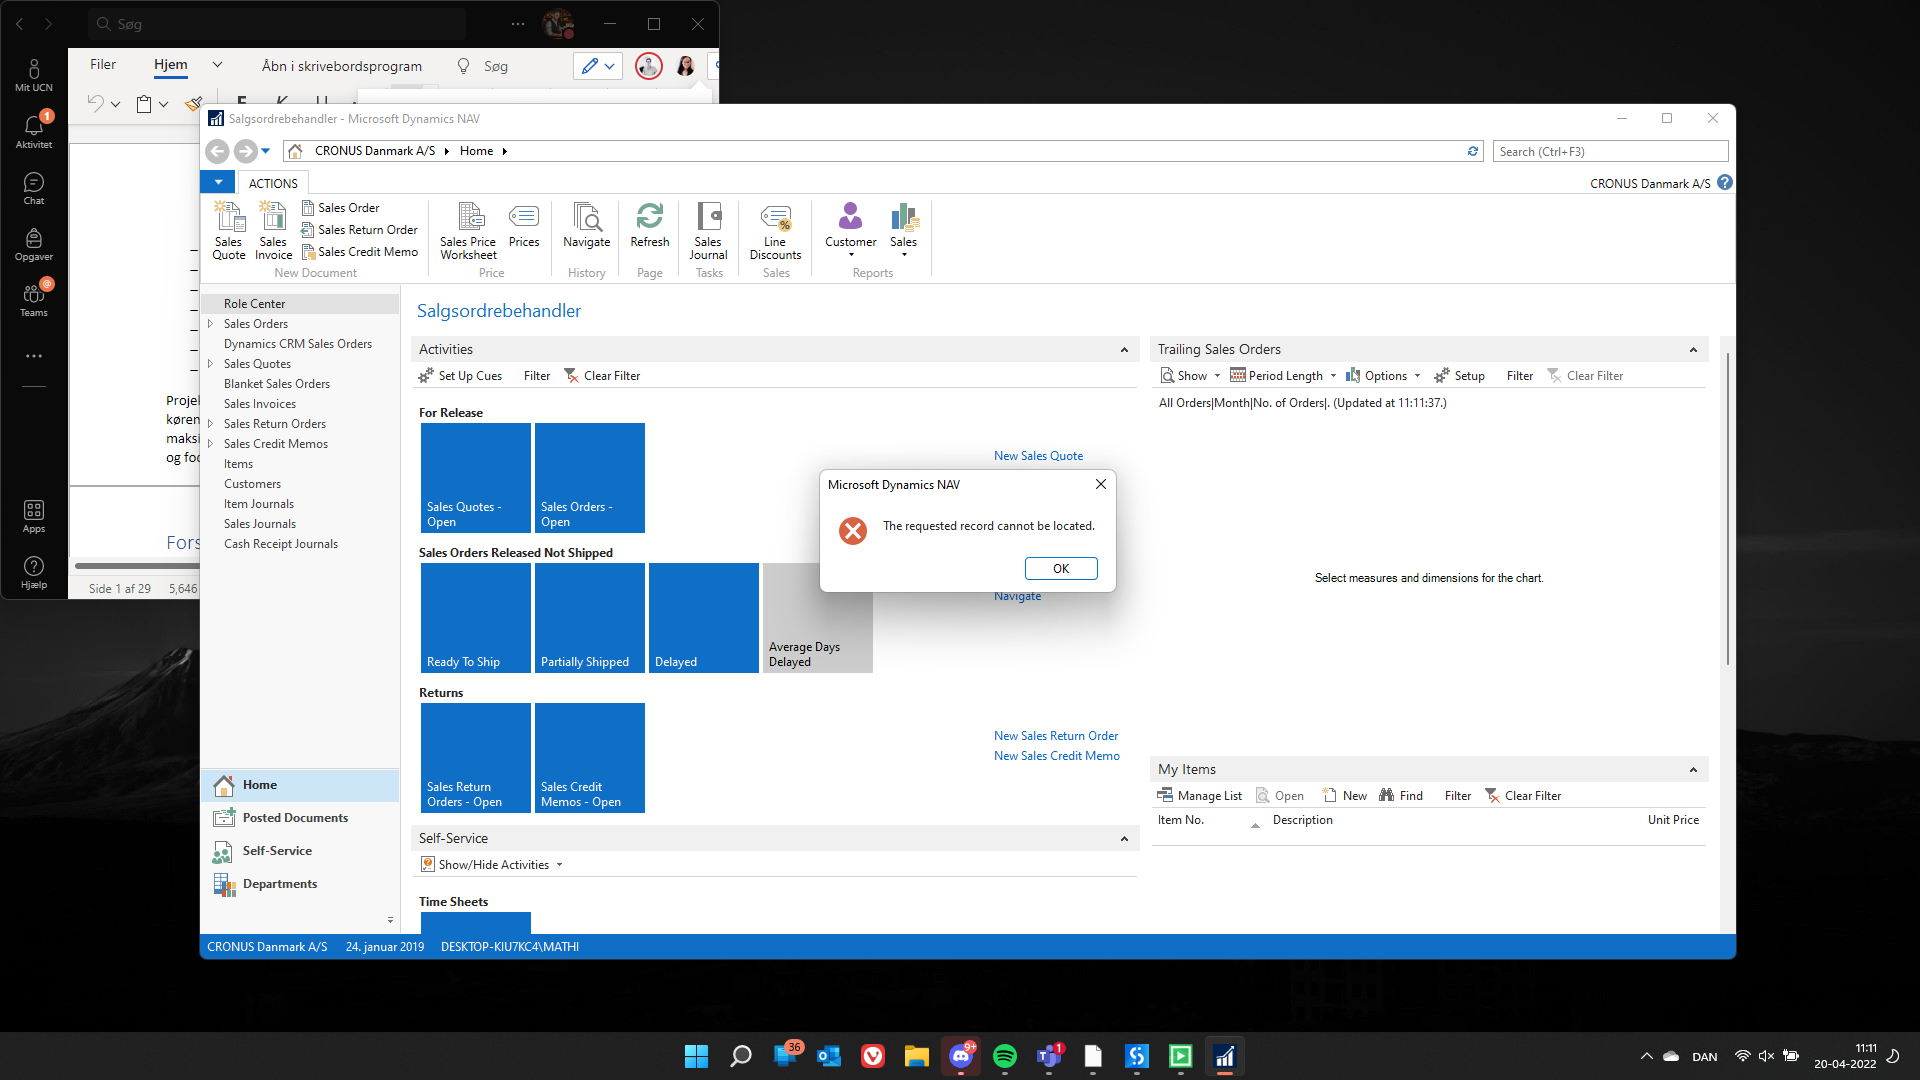 Søg
Mit UCN
1
Aktivitet
Chat
Opgaver
@
Teams
Apps
Hjælp
Filer
Hjem
Åbn i skrivebordsprogram
Søg
Side 1 af 29
5,646
Salgsordrebehandler - Microsoft Dynamics NAV
CRONUS Danmark A/S
Home
Search (Ctrl+F3)
ACTIONS
CRONUS Danmark A/S
Sales Quote
Sales Invoice
Sales Order
Sales Return Order
Sales Credit Memo
New Document
Sales Price Worksheet
Prices
Price
Navigate
History
Refresh
Page
Sales Journal
Tasks
Line Discounts
Sales
Customer
Sales
Reports
Role Center
Sales Orders
Dynamics CRM Sales Orders
Sales Quotes
Blanket Sales Orders
Sales Invoices
Sales Return Orders
Sales Credit Memos
Items
Customers
Item Journals
Sales Journals
Cash Receipt Journals
Home
Posted Documents
Self-Service
Departments
Salgsordrebehandler
Activities
Set Up Cues
Filter
Clear Filter
For Release
Sales Quotes - Open
Sales Orders - Open
New Sales Quote
Sales Orders Released Not Shipped
Ready To Ship
Partially Shipped
Delayed
Average Days Delayed
Navigate
Returns
Sales Return Orders - Open
Sales Credit Memos - Open
New Sales Return Order
New Sales Credit Memo
Self-Service
Show/Hide Activities
Time Sheets
Trailing Sales Orders
Show
Period Length
Options
Setup
Filter
Clear Filter
All Orders|Month|No. of Orders|. (Updated at 11:11:37.)
Select measures and dimensions for the chart.
My Items
Manage List
Open
New
Find
Filter
Clear Filter
Item No.
Description
Unit Price
Microsoft Dynamics NAV
The requested record cannot be located.
OK
CRONUS Danmark A/S
24. januar 2019
DESKTOP-KIU7KC4\MATHI
36
9+
1
DAN
11:11
20-04-2022